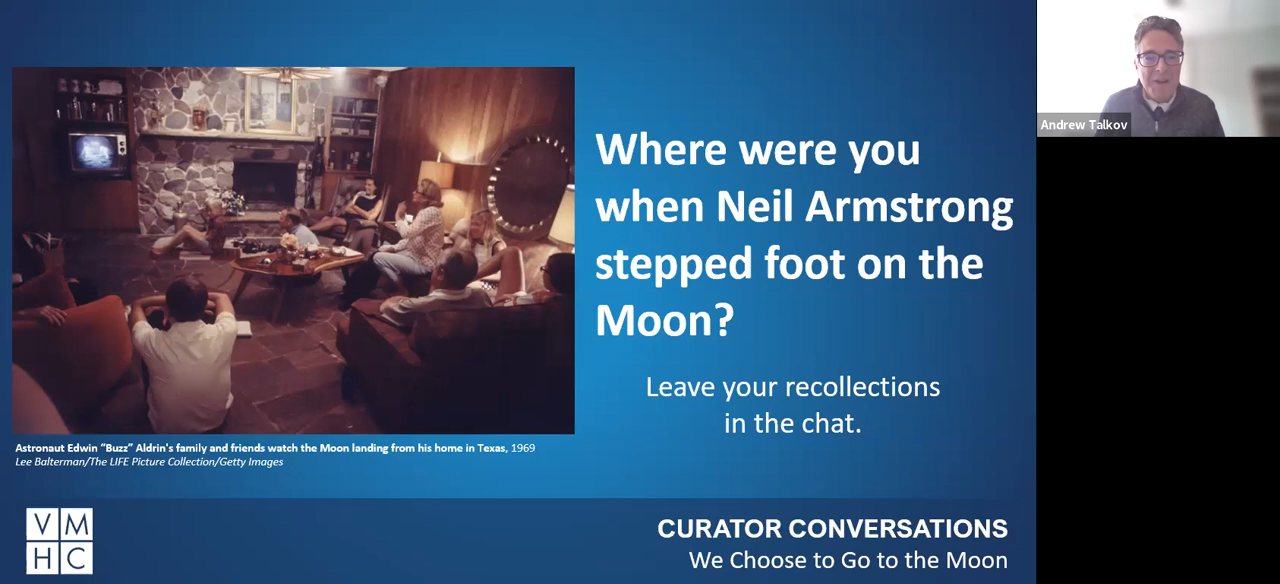 Where were you
when Neil Armstrong
stepped foot on the
Moon?
Leave your recollections
in the chat.
Astronaut Edwin “Buzz” Aldrin's family and friends watch the Moon landing from his home in Texas, 1969
Lee Balterman/The LIFE Picture Collection/Getty Images
V M
H C
CURATOR CONVERSATIONS
We Choose to Go to the Moon
Andrew Talkov